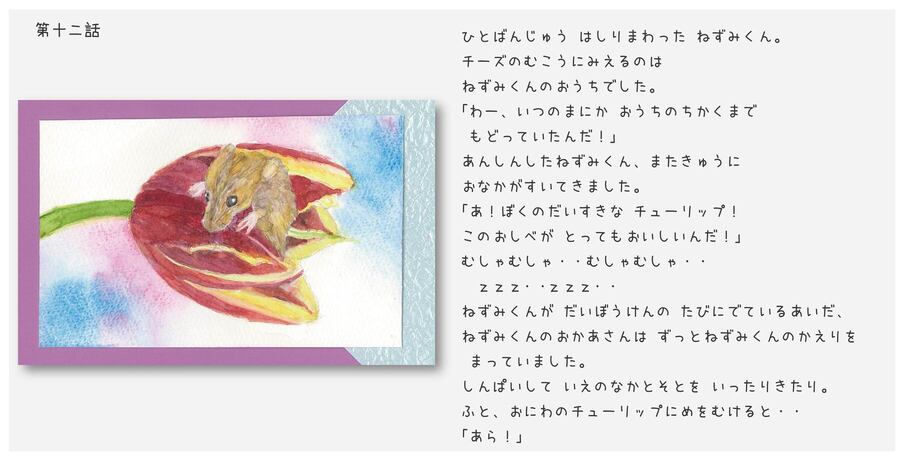 第十二話
ひとばんじゅう はしりまわった ねずみくん。
チーズのむこうにみえるのは
ねずみくんのおうちでした。
「わー、いつのまにか おうちのちかくまで
もどっていたんだ！」
あんしんしたねずみくん、またきゅうに
おなかがすいてきました。
「あ！ぼくのだいすきな チューリップ！
このおしべが とってもおいしいんだ！」
むしゃむしゃ・・むしゃむしゃ・・
ｚｚｚ・・ｚｚｚ・・
ねずみくんが だいぼうけんの たびにでているあいだ、
ねずみくんのおかあさんは ずっとねずみくんのかえりを
まっていました。
しんぱいして いえのなかとそとを いったりきたり。
ふと、おにわのチューリップにめをむけると・・
「あら！」